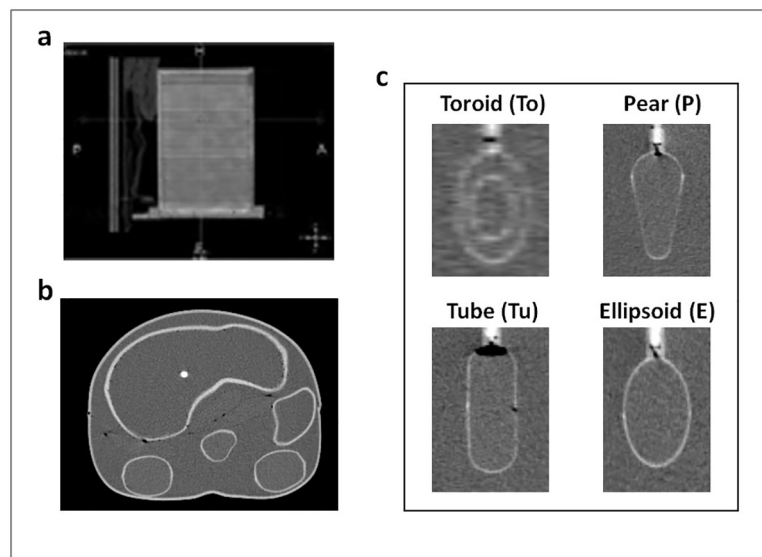 a
H
P
A
b
c
Toroid (To)
Pear (P)
Tube (Tu)
Ellipsoid (E)